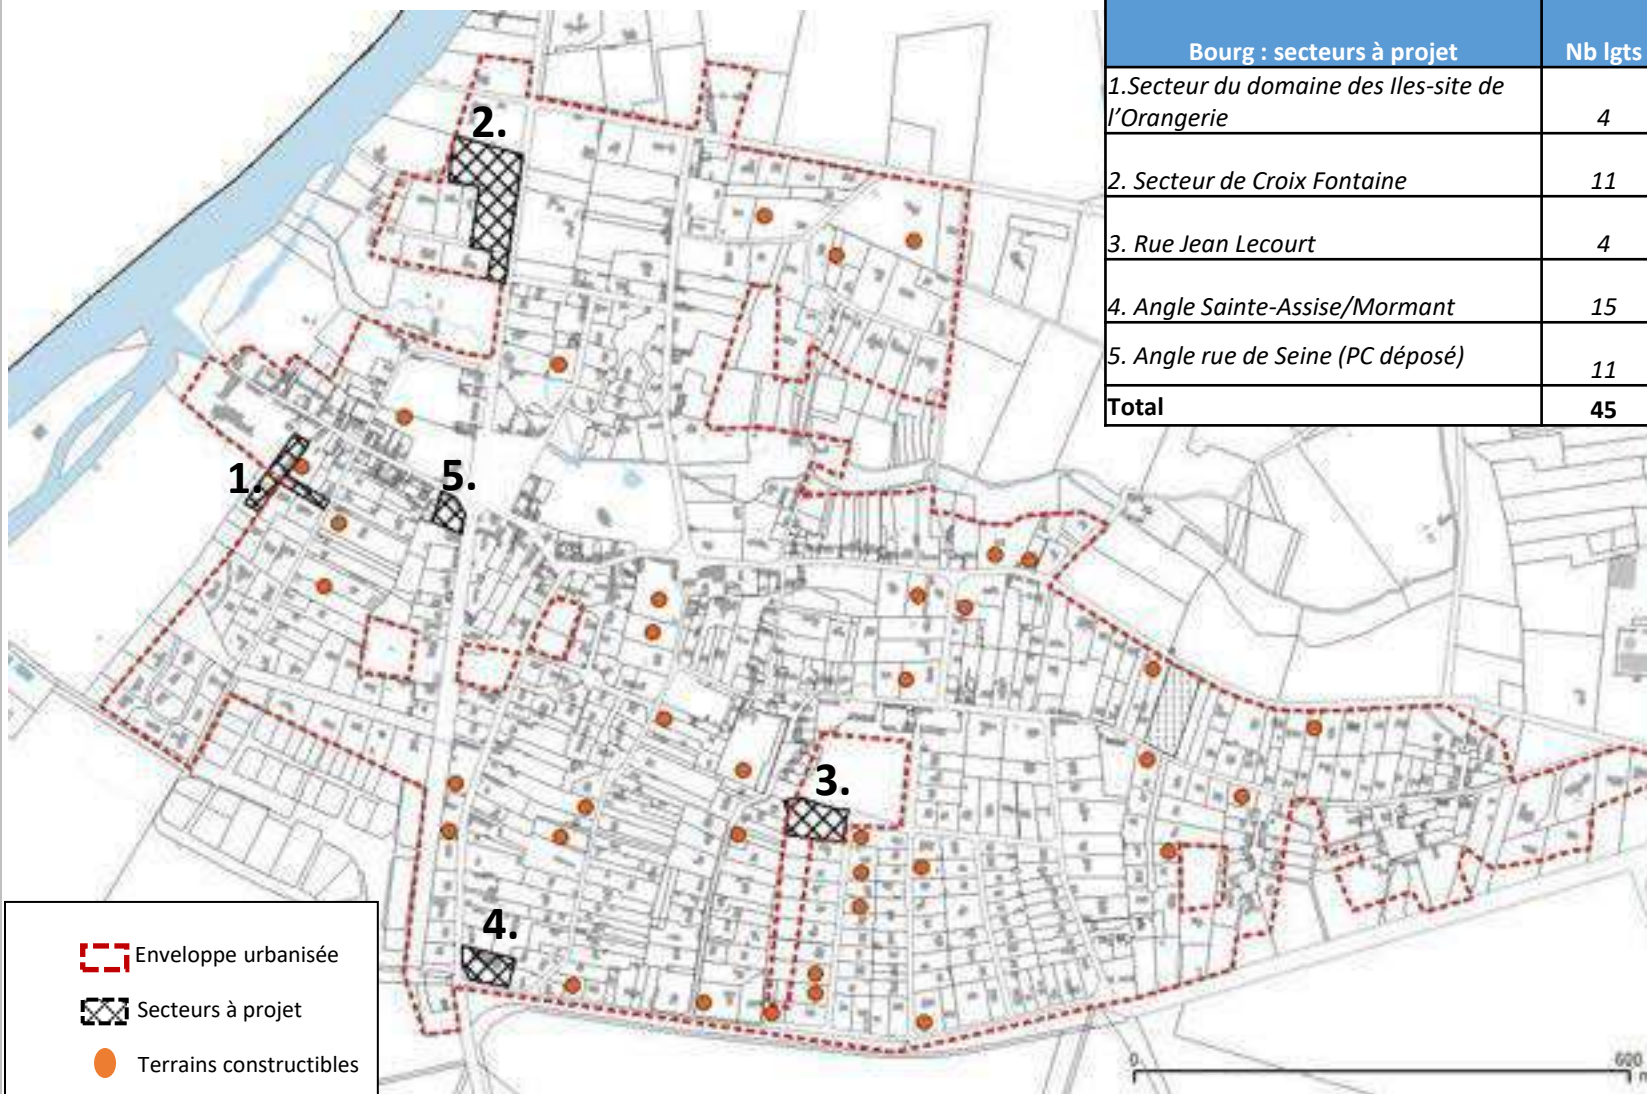 Bourg : secteurs à projet Nb lgts
1.Secteur du domaine des Iles-site de
l'Orangerie 4
2. Secteur de Croix Fontaine 11
3. Rue Jean Lecourt 4
4. Angle Sainte-Assise/Mormant 15
5. Angle rue de Seine (PC déposé) 11
Total 45
2.
1.
5.
3.
4.
Enveloppe urbanisée
Secteurs à projet
Terrains constructibles
0 600
m